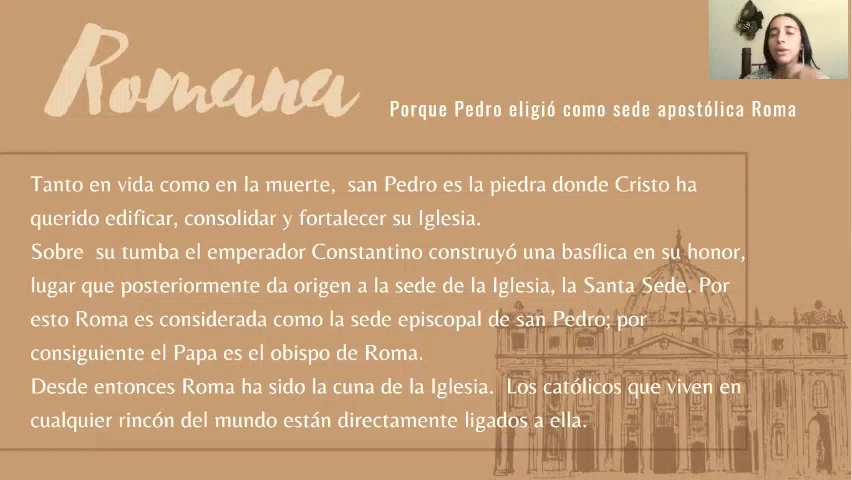 Romana
Porque Pedro eligió como sede apostólica Roma
Tanto en vida como en la muerte, san Pedro es la piedra donde Cristo ha
querido edificar, consolidar y fortalecer su Iglesia.
Sobre su tumba el emperador Constantino construyó una basílica en su honor,
lugar que posteriormente da origen a la sede de la Iglesia, la Santa Sede. Por
esto Roma es considerada como la sede episcopal de san Pedro; por
consiguiente el Papa es el obispo de Roma.
Desde entonces Roma ha sido la cuna de la Iglesia. Los católicos que viven en
cualquier rincón del mundo están directamente ligados a ella.